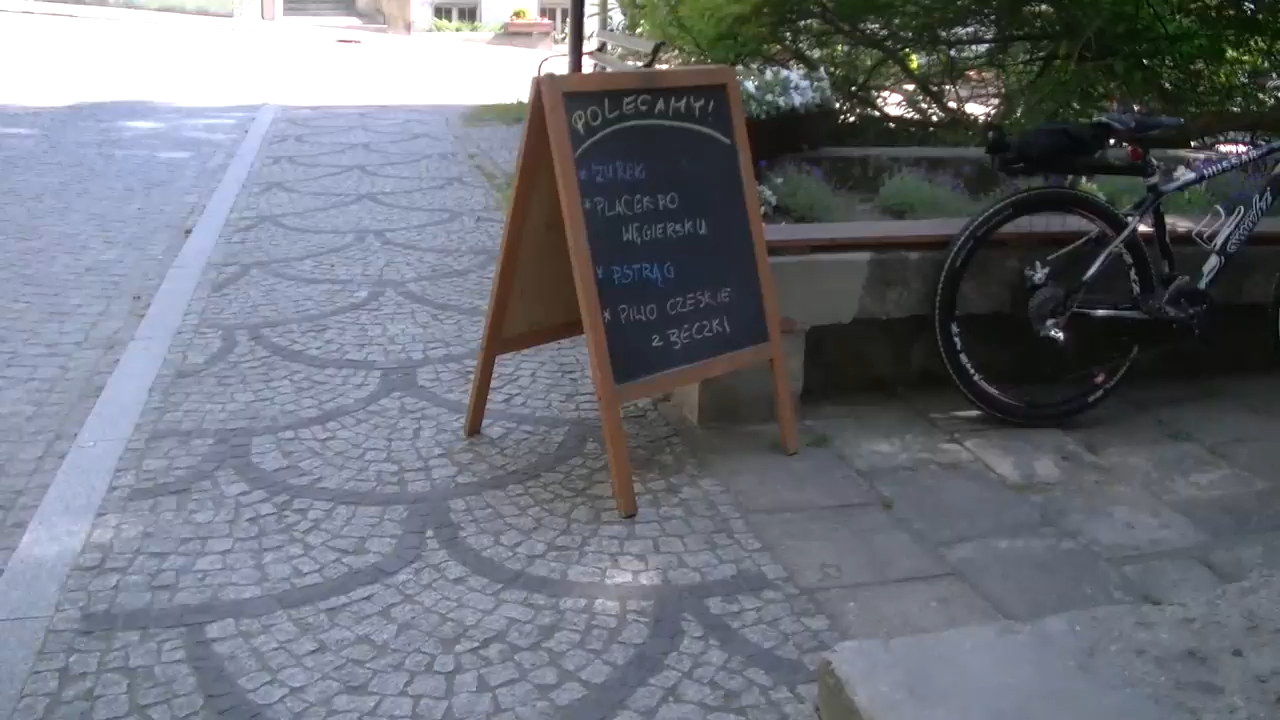 POLECAMY!
* ŻUREK
* PLACEK PO
WĘGIERSKU
* PSTRĄG
* PIWO CZESKIE
z BECZKI